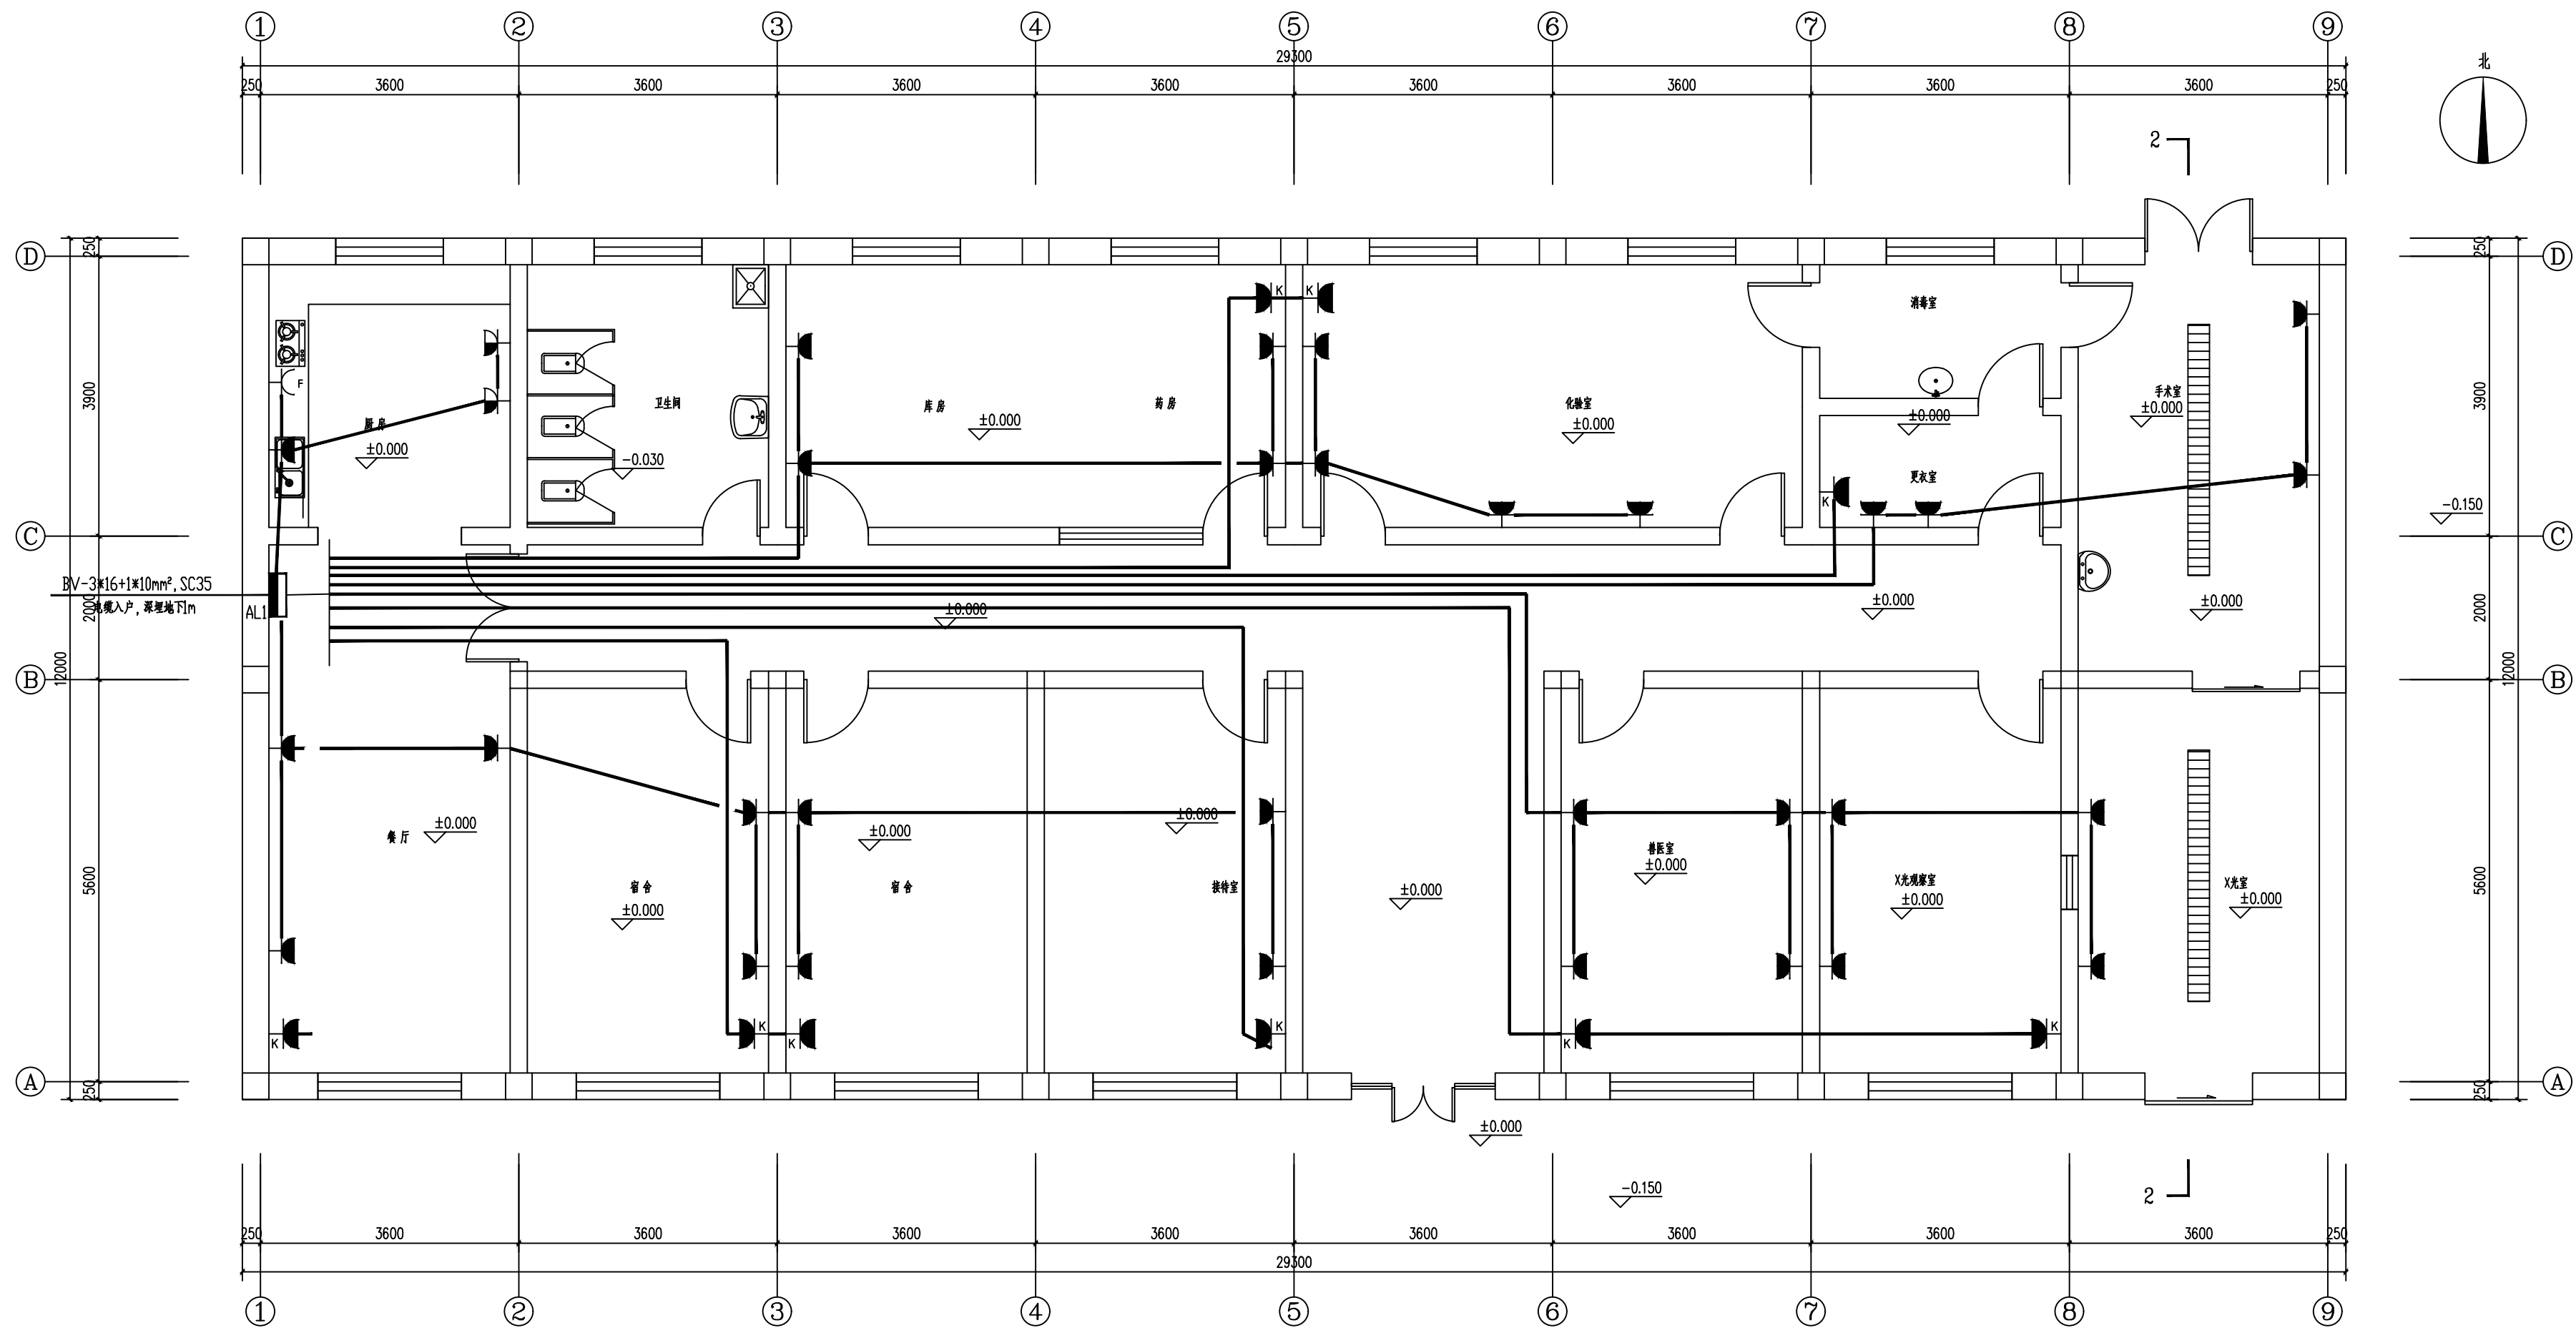 1 2 3 4 5 6 7 8 9
29300
250 3600 3600 3600 3600 3600 3600 3600 3600 250
北
2
D 250 250 D
K K
消毒室
F
3900 厨房 卫生间 库房 药房 化验室 手术室 3900
±0.000 -0.030 ±0.000 ±0.000 ±0.000 ±0.000
更衣室
K
-0.150
C C
BV-3*16+1*10mm²,SC35
电缆入户,深埋地下1m
AL1
2000 ±0.000 ±0.000 ±0.000 2000
12000 12000
B B
餐厅 ±0.000 ±0.000 ±0.000
兽医室
±0.000
5600 宿舍 宿舍 接待室 ±0.000 X光观察室 X光室 5600
±0.000 ±0.000 ±0.000
K K K K K K
A 250 250 A
±0.000
-0.150
2
250 3600 3600 3600 3600 3600 3600 3600 3600 250
29300
1 2 3 4 5 6 7 8 9